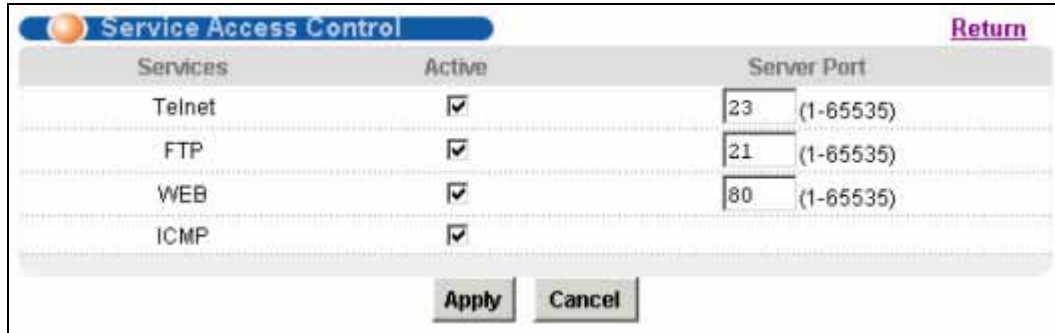 Service Access Control Return
Services Active Server Port
Telnet 23 (1-65535)
FTP 21 (1-65535)
WEB 80 (1-65535)
ICMP
Apply Cancel